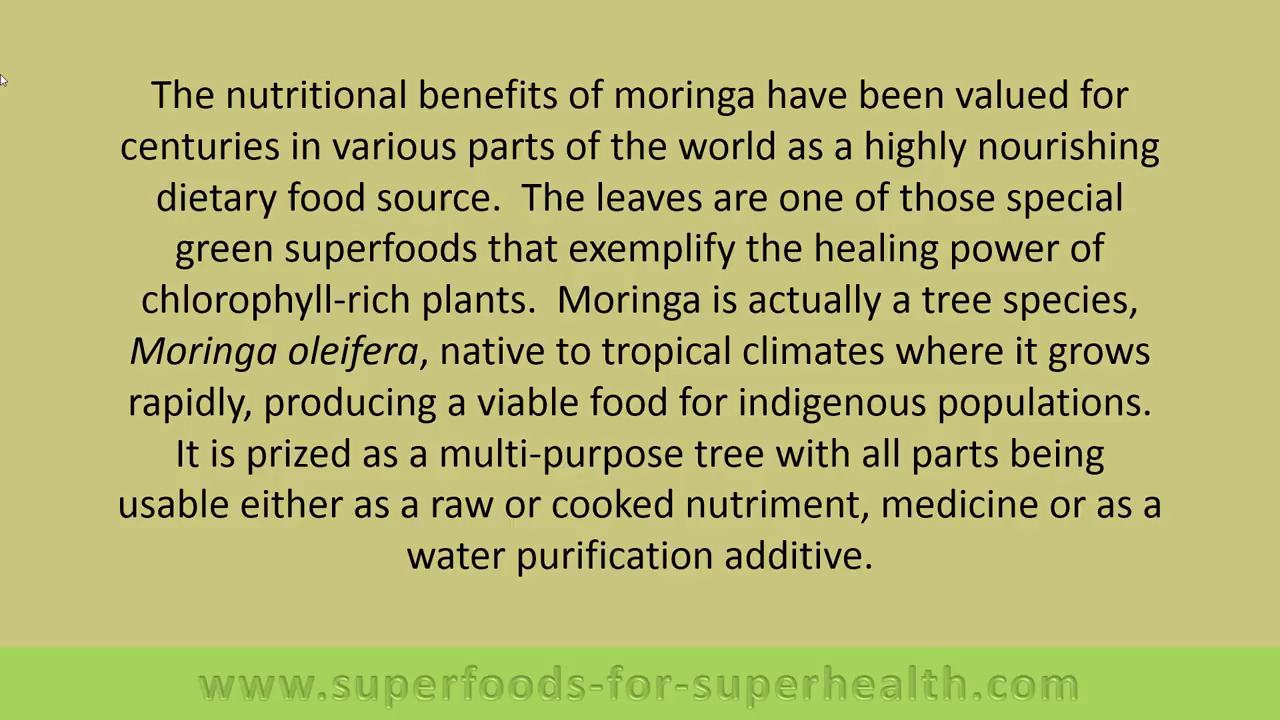 The nutritional benefits of moringa have been valued for
centuries in various parts of the world as a highly nourishing
dietary food source.  The leaves are one of those special
green superfoods that exemplify the healing power of
chlorophyll-rich plants.  Moringa is actually a tree species,
Moringa oleifera, native to tropical climates where it grows
rapidly, producing a viable food for indigenous populations.
It is prized as a multi-purpose tree with all parts being
usable either as a raw or cooked nutriment, medicine or as a
water purification additive.
www.superfoods-for-superhealth.com